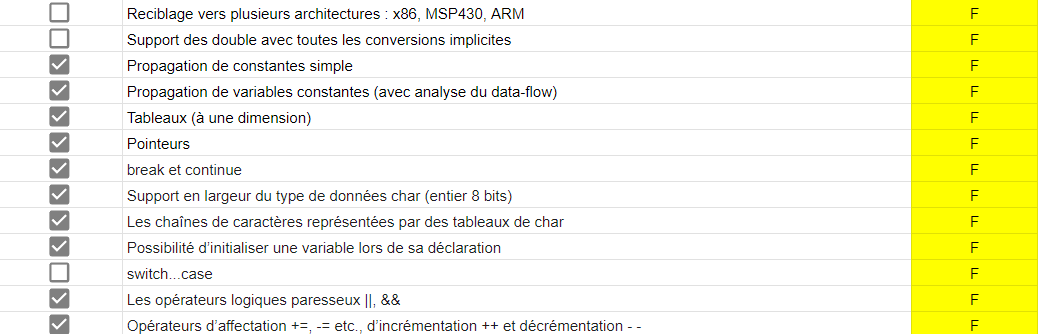 Reciblage vers plusieurs architectures : x86, MSP430, ARM F
Support des double avec toutes les conversions implicites F
Propagation de constantes simple F
Propagation de variables constantes (avec analyse du data-flow) F
Tableaux (à une dimension) F
Pointeurs F
break et continue F
Support en largeur du type de données char (entier 8 bits) F
Les chaînes de caractères représentées par des tableaux de char F
Possibilité d'initialiser une variable lors de sa déclaration F
switch...case F
Les opérateurs logiques paresseux ||, && F
Opérateurs d'affectation +=, -= etc., d'incrémentation ++ et décrémentation - - F